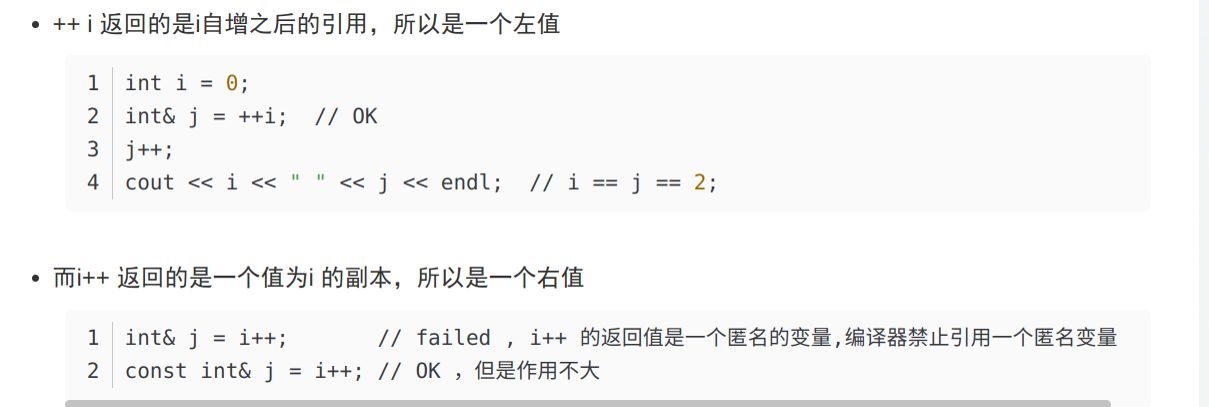 ++ i 返回的是i自增之后的引用，所以是一个左值
1 int i = 0;
2 int& j = ++i;  // OK
3 j++;
4 cout << i << " " << j << endl;  // i == j == 2;
而i++ 返回的是一个值为i 的副本，所以是一个右值
1 int& j = i++;       // failed , i++ 的返回值是一个匿名的变量,编译器禁止引用一个匿名变量
2 const int& j = i++; // OK ，但是作用不大